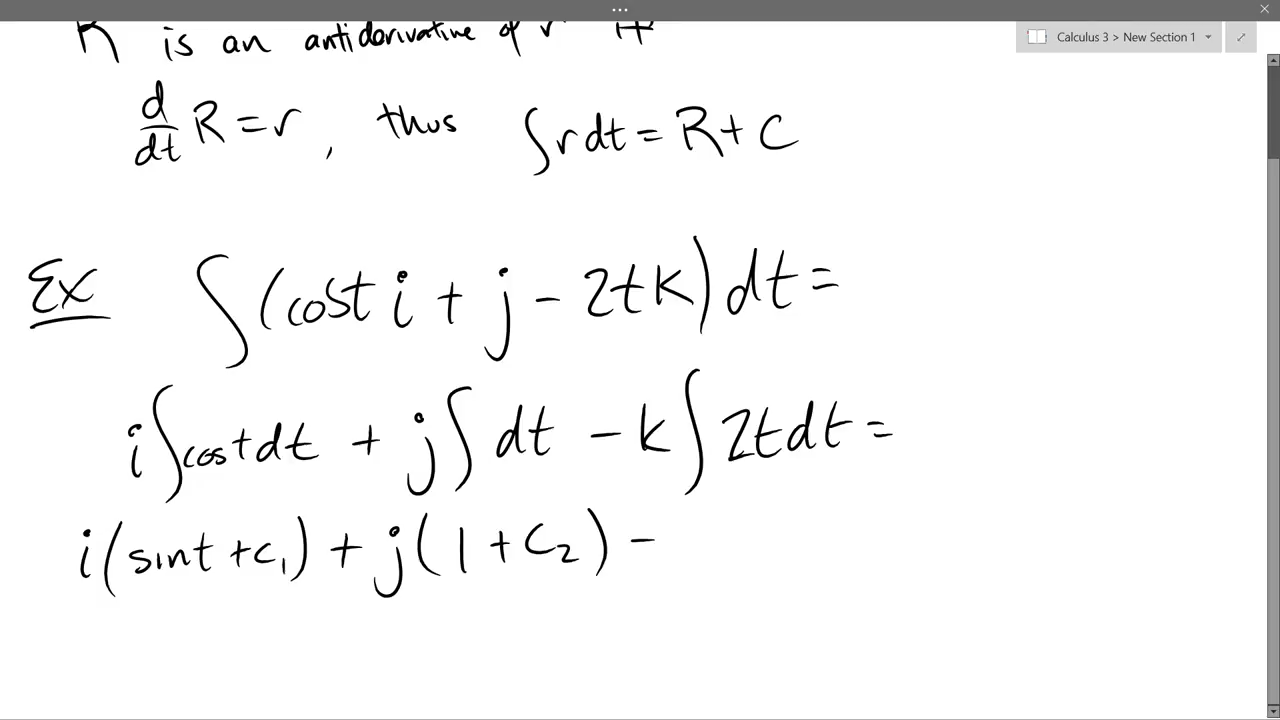 R is an antiderivative of r if
Calculus 3 > New Section 1
d/dt R = r, thus ∫r dt = R + C
Ex ∫(cost i + j - 2t k) dt =
i∫cost dt + j∫dt - k∫2t dt =
i(sint + c₁) + j(1 + C₂) -